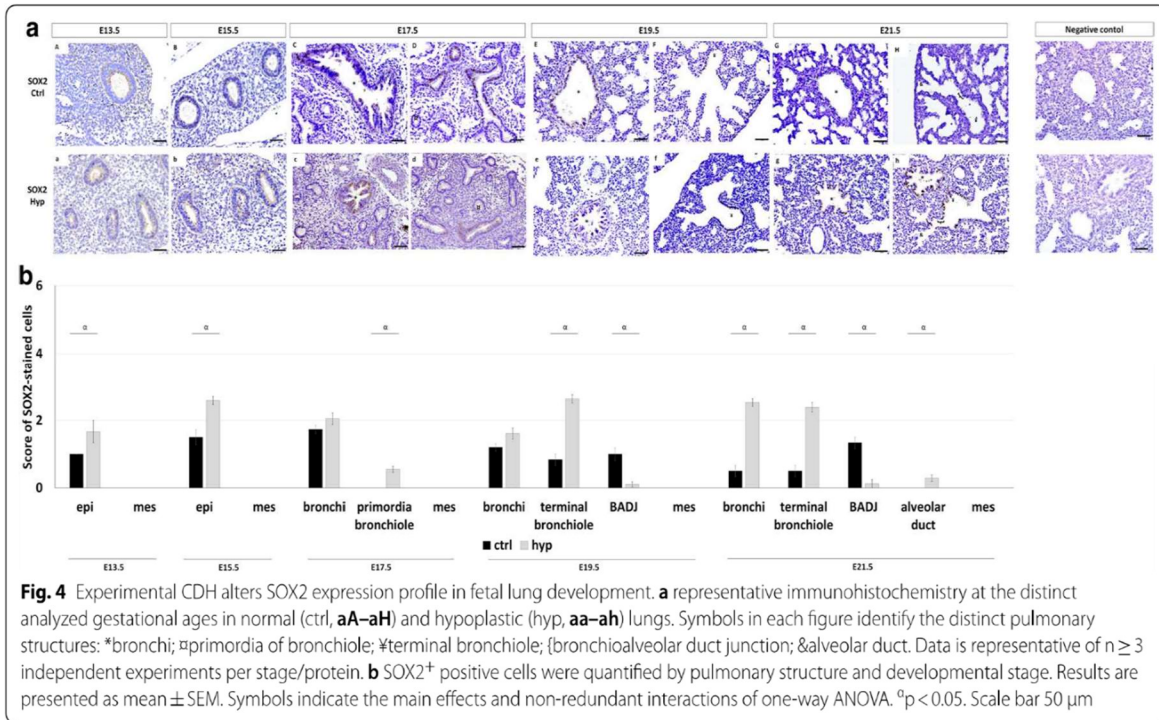 a
E13.5 E15.5 E17.5 E19.5 E21.5 Negative contol
SOX2
Ctrl
A B C D E F G H
SOX2
Hyp
a b c d e f g h
b
Score of SOX2-stained cells
6
4
2
0
α α α α α α α α α
epi mes epi mes bronchi primordia bronchiole mes bronchi terminal bronchiole BADJ mes bronchi terminal bronchiole BADJ alveolar duct mes
ctrl hyp
E13.5 E15.5 E17.5 E19.5 E21.5
Fig. 4 Experimental CDH alters SOX2 expression profile in fetal lung development. a representative immunohistochemistry at the distinct
analyzed gestational ages in normal (ctrl, aA–aH) and hypoplastic (hyp, aa–ah) lungs. Symbols in each figure identify the distinct pulmonary
structures: *bronchi; ¤primordia of bronchiole; ¥terminal bronchiole; {bronchioalveolar duct junction; &alveolar duct. Data is representative of n ≥ 3
independent experiments per stage/protein. b SOX2⁺ positive cells were quantified by pulmonary structure and developmental stage. Results are
presented as mean ± SEM. Symbols indicate the main effects and non-redundant interactions of one-way ANOVA. ᵅp < 0.05. Scale bar 50 μm